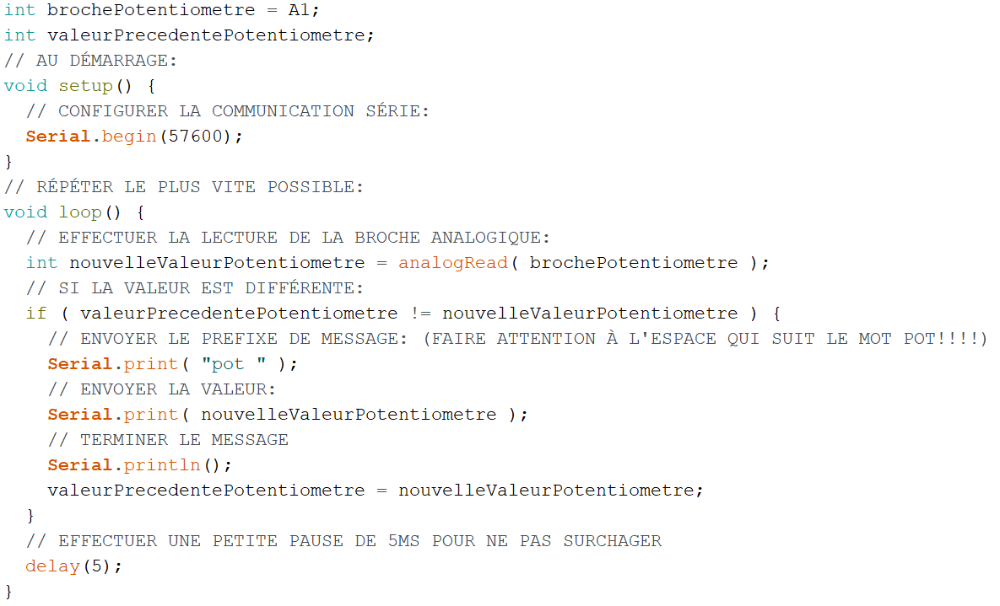 int brochePotentiometre = A1;
int valeurPrecedentePotentiometre;
// AU DÉMARRAGE:
void setup() {
  // CONFIGURER LA COMMUNICATION SÉRIE:
  Serial.begin(57600);
}
// RÉPÉTER LE PLUS VITE POSSIBLE:
void loop() {
  // EFFECTUER LA LECTURE DE LA BROCHE ANALOGIQUE:
  int nouvelleValeurPotentiometre = analogRead( brochePotentiometre );
  // SI LA VALEUR EST DIFFÉRENTE:
  if ( valeurPrecedentePotentiometre != nouvelleValeurPotentiometre ) {
    // ENVOYER LE PREFIXE DE MESSAGE: (FAIRE ATTENTION À L'ESPACE QUI SUIT LE MOT POT!!!!)
    Serial.print( "pot " );
    // ENVOYER LA VALEUR:
    Serial.print( nouvelleValeurPotentiometre );
    // TERMINER LE MESSAGE
    Serial.println();
    valeurPrecedentePotentiometre = nouvelleValeurPotentiometre;
  }
  // EFFECTUER UNE PETITE PAUSE DE 5MS POUR NE PAS SURCHAGER
  delay(5);
}